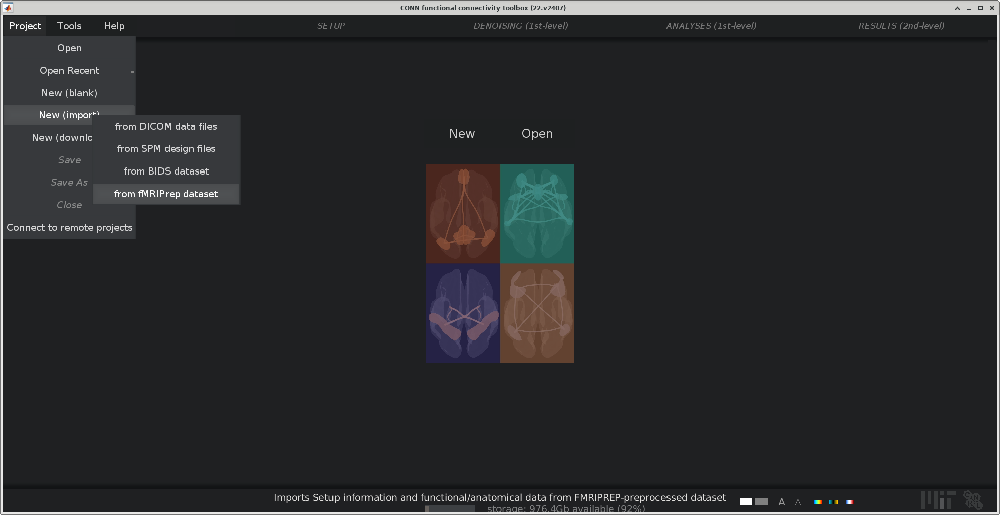 CONN functional connectivity toolbox (22.v2407)
Project Tools Help SETUP DENOISING (1st-level) ANALYSES (1st-level) RESULTS (2nd-level)
Open
Open Recent
New (blank)
New (import)
from DICOM data files
New (downlo
from SPM design files
Save
from BIDS dataset
Save As
from fMRIPrep dataset
Close
Connect to remote projects
New Open
Imports Setup information and functional/anatomical data from FMRIPREP-preprocessed dataset
A A
storage: 976.4Gb available (92%)
CNRL